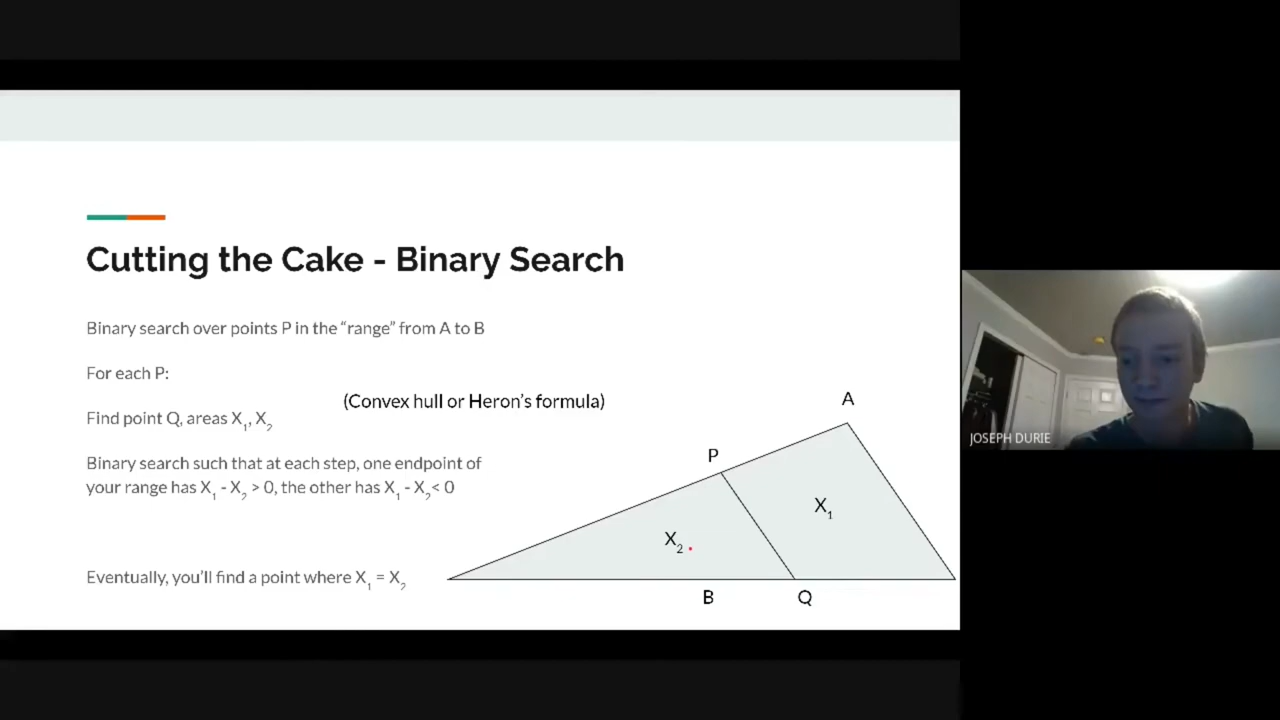 Cutting the Cake - Binary Search
Binary search over points P in the “range” from A to B
For each P:
(Convex hull or Heron’s formula)
Find point Q, areas X₁, X₂
Binary search such that at each step, one endpoint of
your range has X₁ - X₂ > 0, the other has X₁ - X₂< 0
Eventually, you’ll find a point where X₁ = X₂
A
P
X₁
X₂
B
Q
JOSEPH DURIE